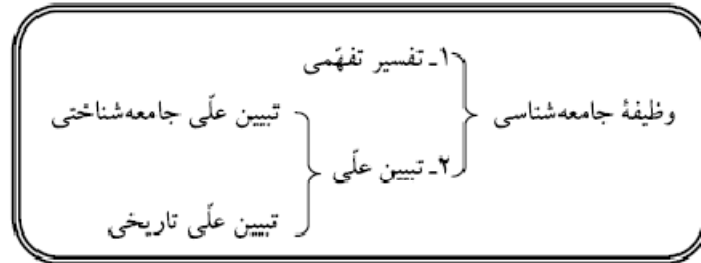 ۱ـ تفسیر تفهّمی
وظیفهٔ جامعه‌شناسی
تبیین علّی جامعه‌شناختی
۲ـ تبیین علّی
تبیین علّی تاریخی